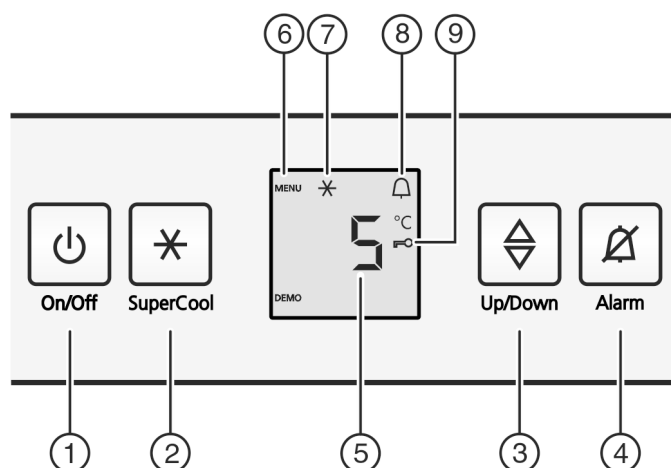 6 7 8 9
MENU
°C
5
DEMO
On/Off SuperCool Up/Down Alarm
1 2 5 3 4